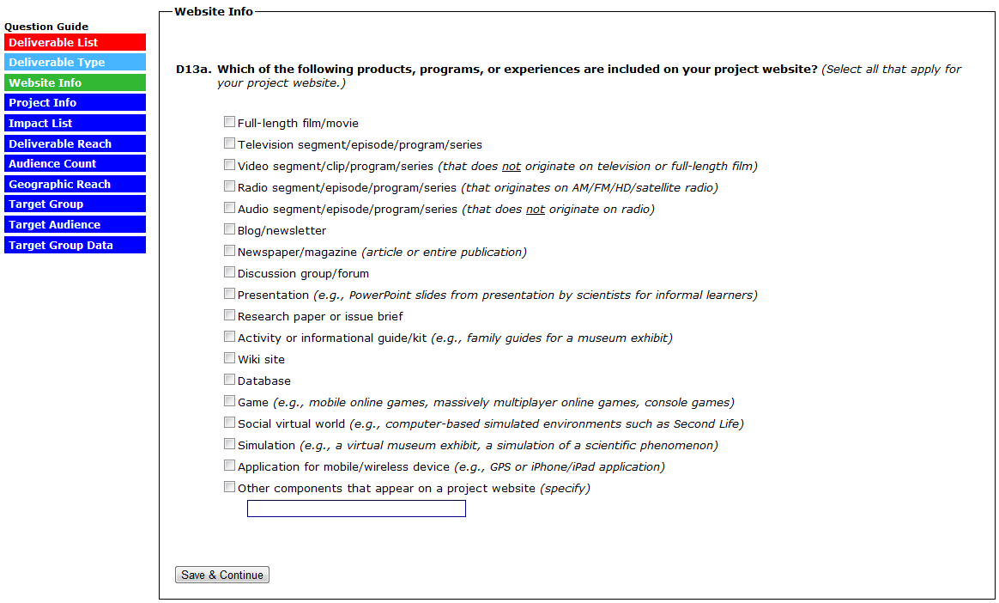 Website Info
Question Guide
Deliverable List
Deliverable Type
Website Info
Project Info
Impact List
Deliverable Reach
Audience Count
Geographic Reach
Target Group
Target Audience
Target Group Data
D13a. Which of the following products, programs, or experiences are included on your project website? (Select all that apply for
your project website.)
Full-length film/movie
Television segment/episode/program/series
Video segment/clip/program/series (that does not originate on television or full-length film)
Radio segment/episode/program/series (that originates on AM/FM/HD/satellite radio)
Audio segment/episode/program/series (that does not originate on radio)
Blog/newsletter
Newspaper/magazine (article or entire publication)
Discussion group/forum
Presentation (e.g., PowerPoint slides from presentation by scientists for informal learners)
Research paper or issue brief
Activity or informational guide/kit (e.g., family guides for a museum exhibit)
Wiki site
Database
Game (e.g., mobile online games, massively multiplayer online games, console games)
Social virtual world (e.g., computer-based simulated environments such as Second Life)
Simulation (e.g., a virtual museum exhibit, a simulation of a scientific phenomenon)
Application for mobile/wireless device (e.g., GPS or iPhone/iPad application)
Other components that appear on a project website (specify)
Save & Continue